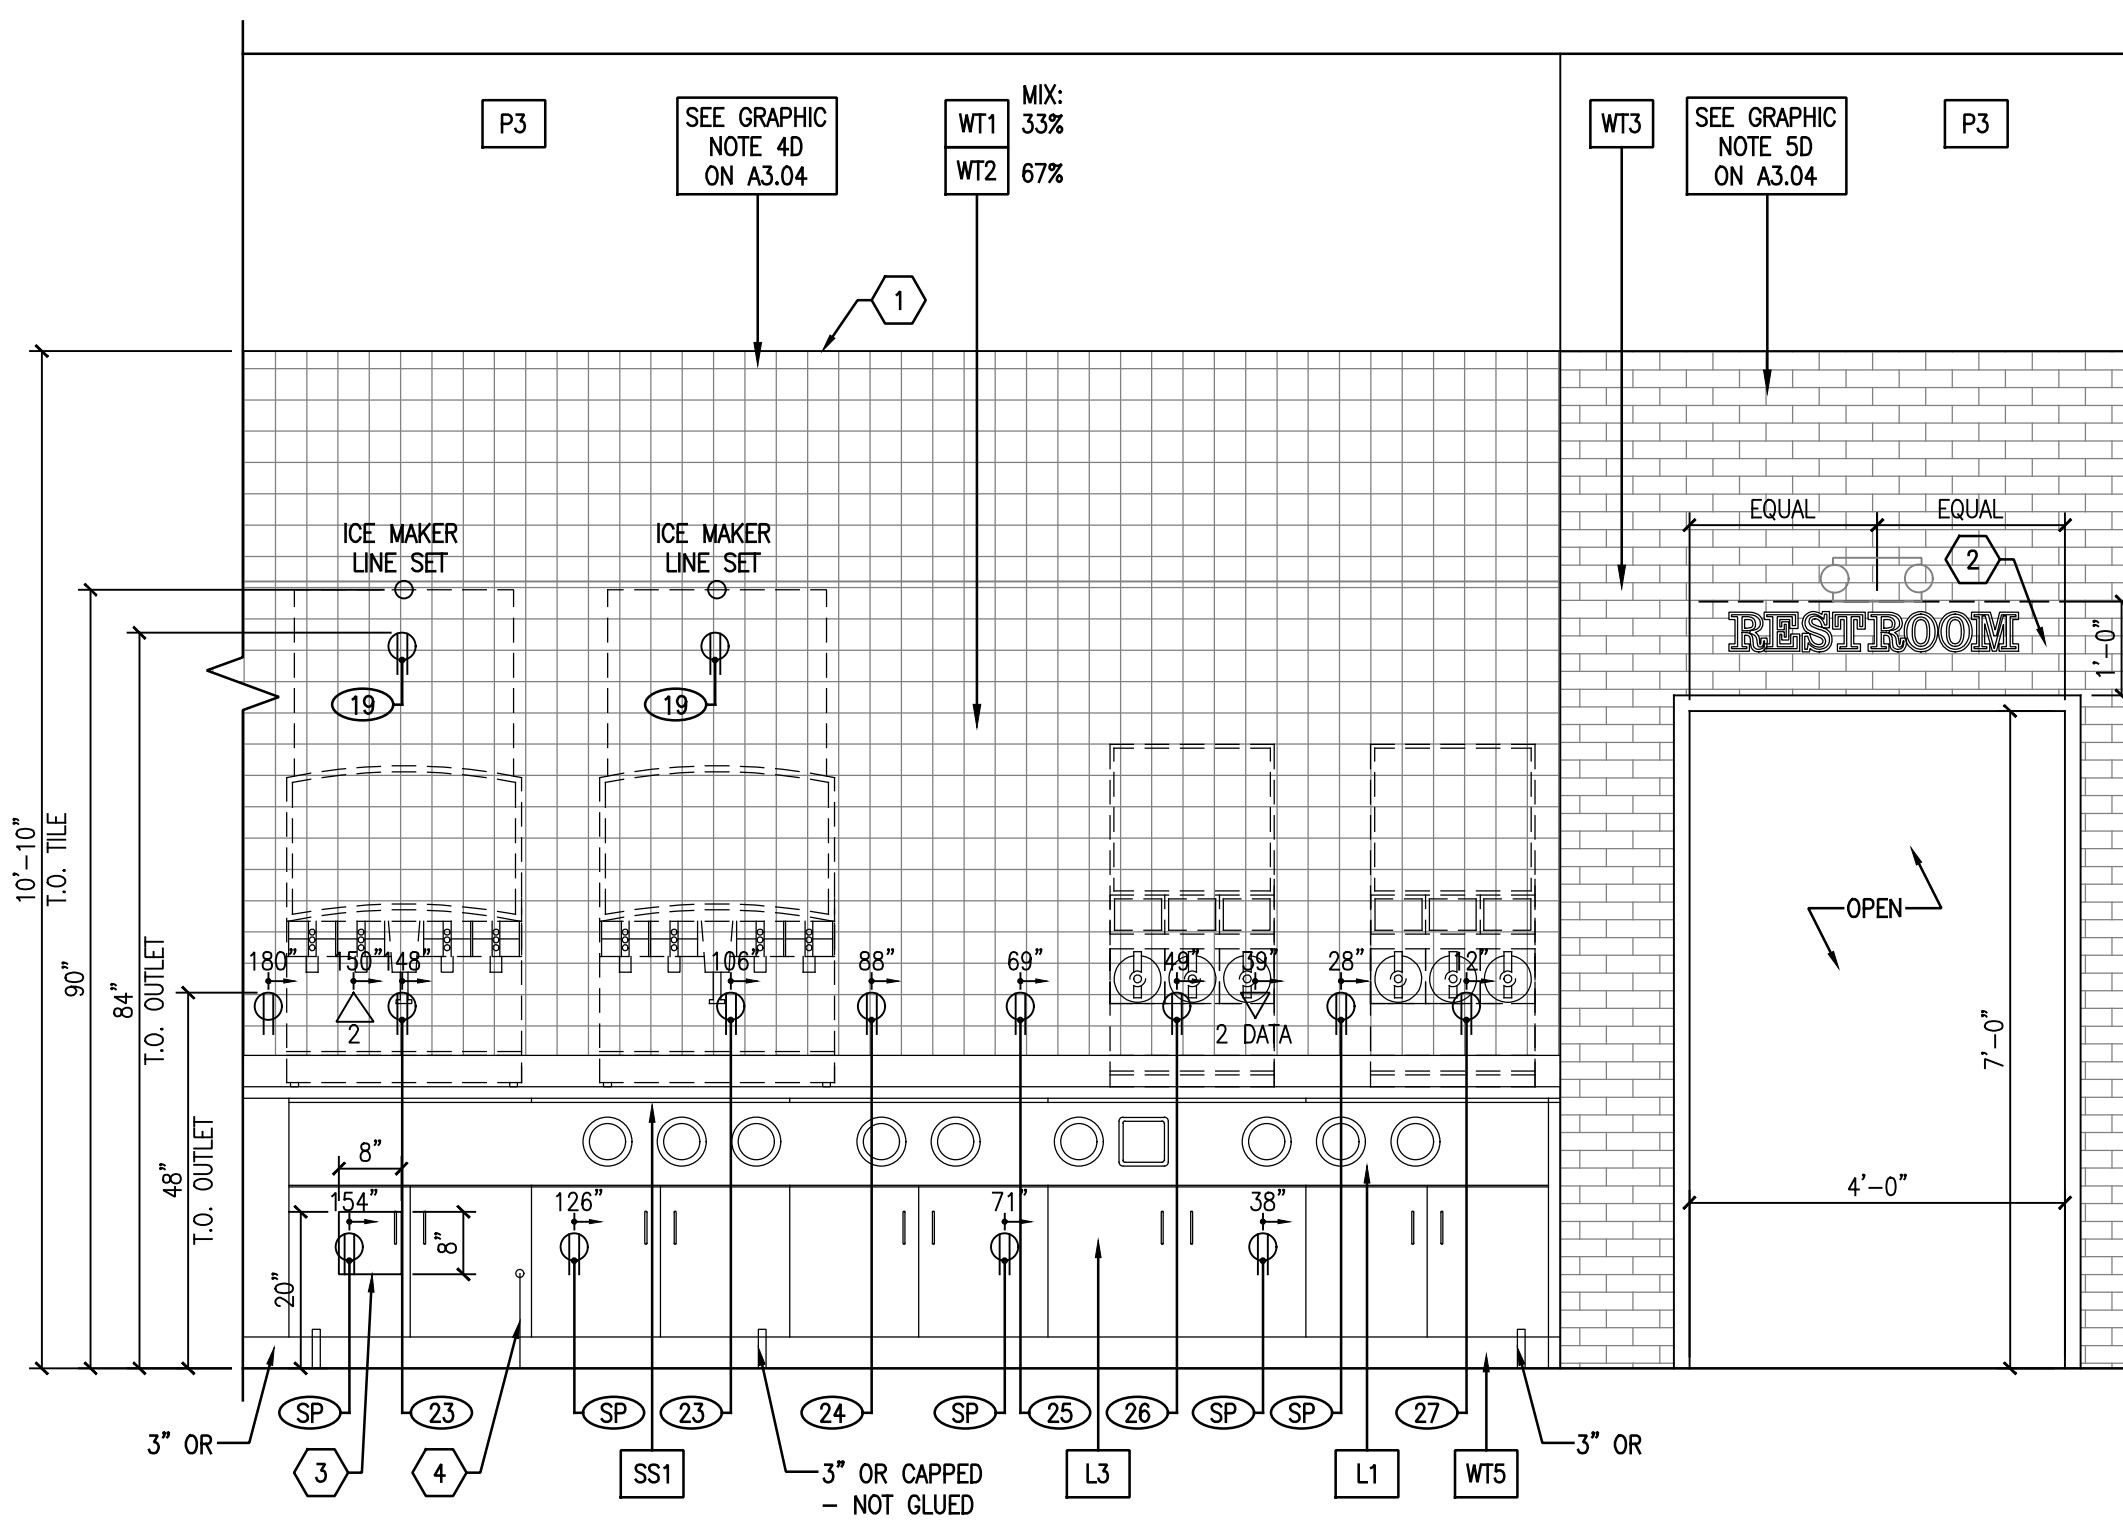 P3
SEE GRAPHIC
NOTE 4D
ON A3.04
WT1
WT2
MIX:
33%
67%
WT3
SEE GRAPHIC
NOTE 5D
ON A3.04
P3
1
ICE MAKER
LINE SET
ICE MAKER
LINE SET
EQUAL
EQUAL
2
RESTROOM
1'-0"
19
19
10'-10"
T.O. TILE
90"
84"
T.O. OUTLET
48"
T.O. OUTLET
OPEN
7'-0"
4'-0"
180"
150"
148"
106"
88"
69"
49"
39"
28"
12"
2
2 DATA
8"
154"
126"
71"
38"
8"
20"
SP
23
SP
23
24
SP
25
26
SP
SP
27
3" OR
3
4
SS1
3" OR CAPPED
- NOT GLUED
L3
L1
WT5
3" OR